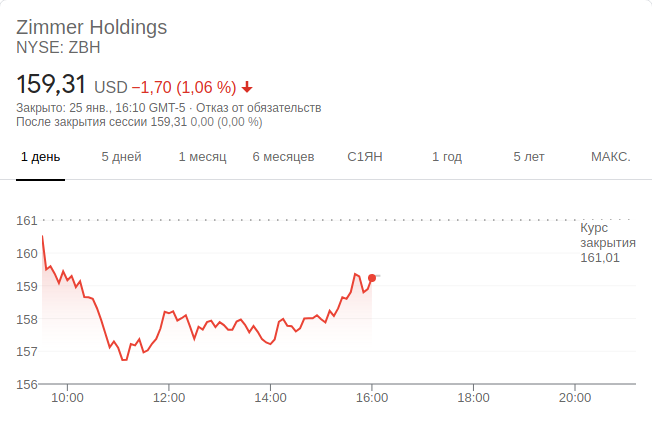 Zimmer Holdings
NYSE: ZBH
159,31 USD −1,70 (1,06 %)
Закрыто: 25 янв., 16:10 GMT-5 · Отказ от обязательств
После закрытия сессии 159,31 0,00 (0,00 %)
1 день 5 дней 1 месяц 6 месяцев С1ЯН 1 год 5 лет МАКС.
161
Курс
закрытия
161,01
160
159
158
157
156
10:00 12:00 14:00 16:00 18:00 20:00